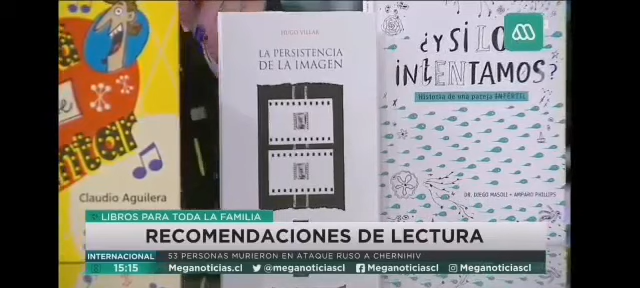 HUGO VILLAR
LA PERSISTENCIA
DE LA IMAGEN
¿Y SI LO
INTENTAMOS?
Historia de una pareja INFÉRTIL
DR. DIEGO MASOLI + AMPARO PHILLIPS
ntar
Claudio Aguilera
LIBROS PARA TODA LA FAMILIA
RECOMENDACIONES DE LECTURA
INTERNACIONAL
53 PERSONAS MURIERON EN ATAQUE RUSO A CHERNIHIV
15:15
Meganoticias.cl
@meganoticiascl
Meganoticiascl
Meganoticiascl